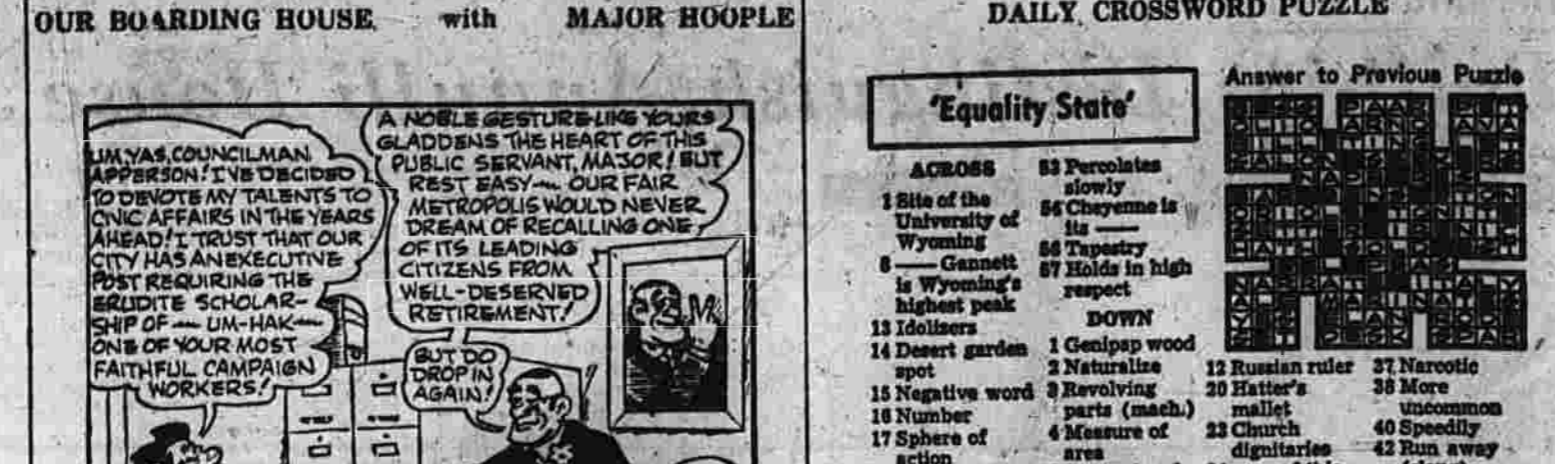 OUR BOARDING HOUSE with MAJOR HOOPLE
UM, YAS, COUNCILMAN
APPERSON! I'VE DECIDED
TO DEVOTE MY TALENTS TO
CIVIC AFFAIRS IN THE YEARS
AHEAD! I TRUST THAT OUR
CITY HAS AN EXECUTIVE
POST REQUIRING THE
ERUDITE SCHOLAR-
SHIP OF — UM-HAK —
ONE OF YOUR MOST
FAITHFUL CAMPAIGN
WORKERS!
A NOBLE GESTURE LIKE YOURS
GLADDENS THE HEART OF THIS
PUBLIC SERVANT, MAJOR! BUT
REST EASY — OUR FAIR
METROPOLIS WOULD NEVER
DREAM OF RECALLING ONE
OF ITS LEADING
CITIZENS FROM
WELL-DESERVED
RETIREMENT!
BUT DO
DROP IN
AGAIN!
DAILY CROSSWORD PUZZLE
'Equality State'
Answer to Previous Puzzle
ACROSS
1 Site of the
University of
Wyoming
8 —— Gannett
is Wyoming's
highest peak
13 Idolizers
14 Desert garden
spot
15 Negative word
16 Number
17 Sphere of
action
53 Percolates
slowly
54 Cheyenne is
its ——
56 Tapestry
57 Holds in high
respect
DOWN
1 Genipap wood
2 Naturalize
3 Revolving
parts (mach.)
4 Measure of
area
12 Russian ruler
20 Hatter's
mallet
23 Church
dignitaries
37 Narcotic
38 More
uncommon
40 Speedily
42 Run away